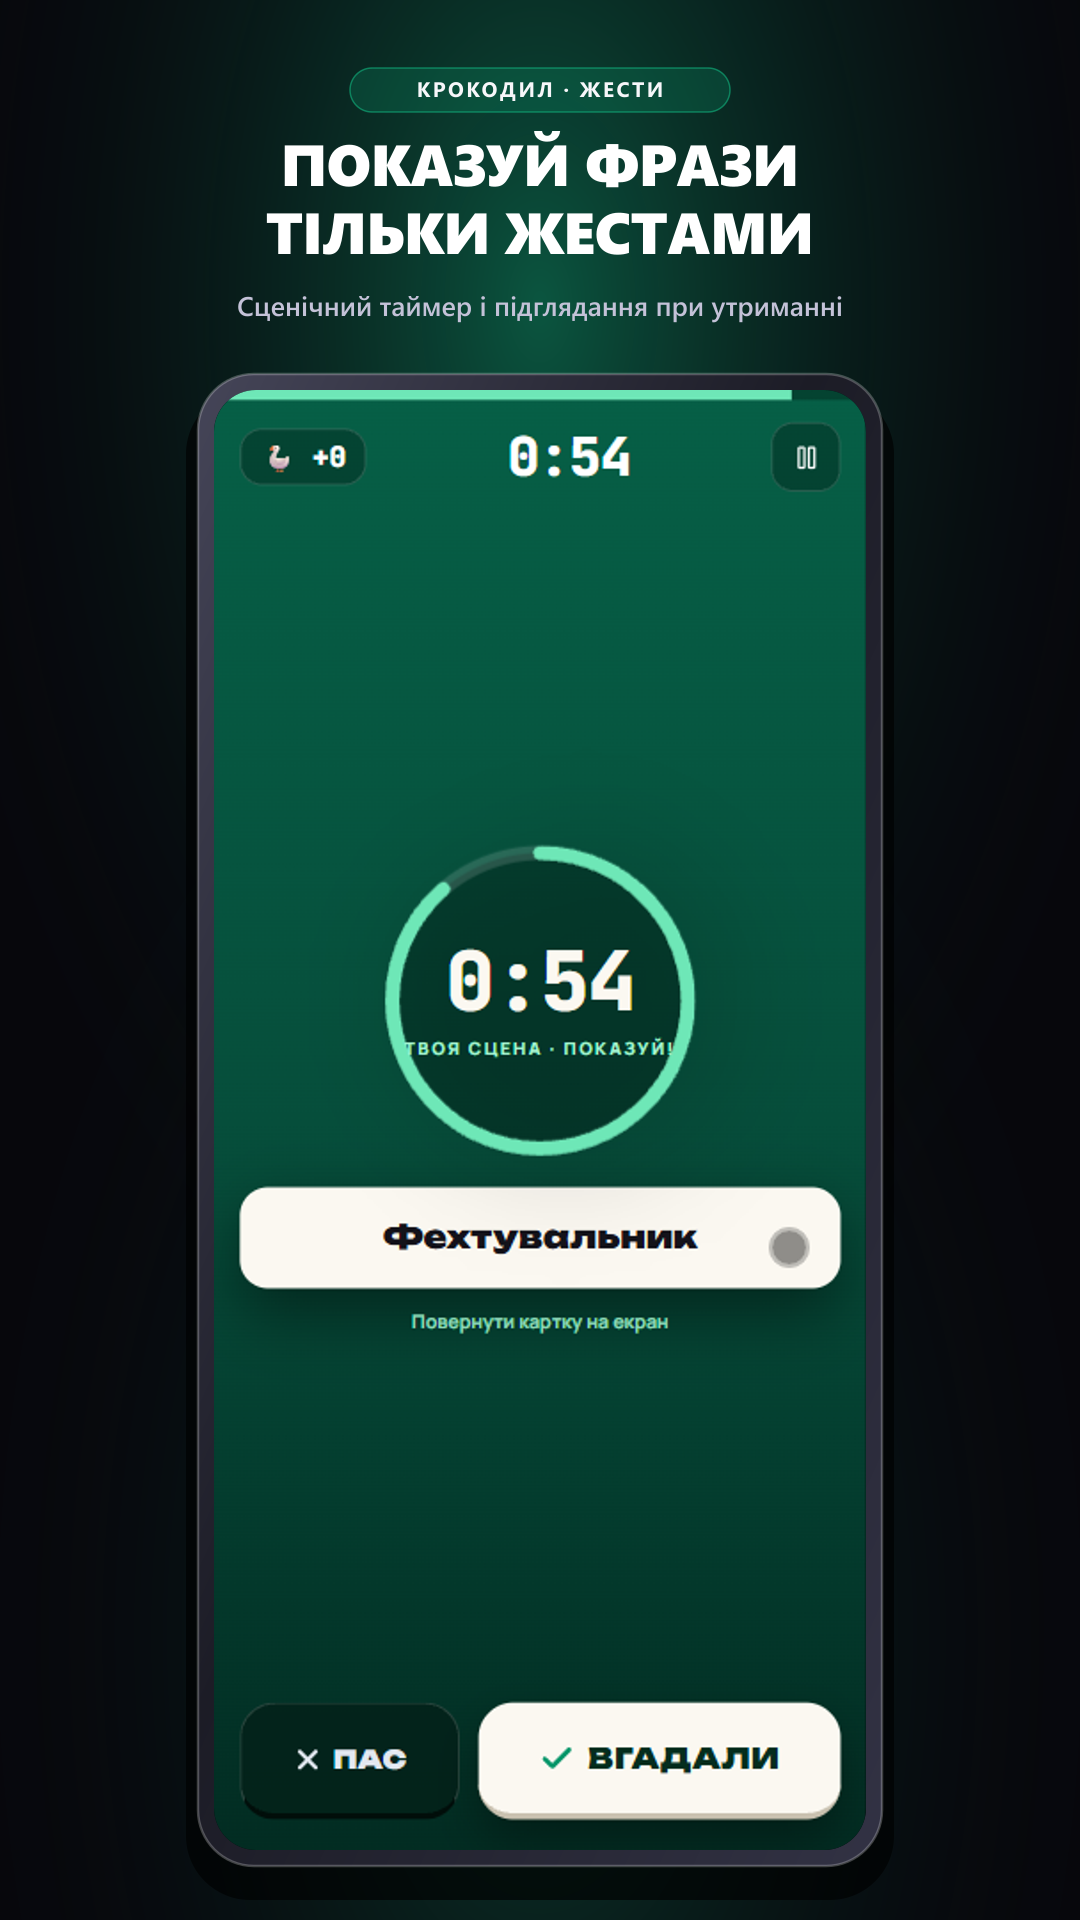 КРОКОДИЛ · ЖЕСТИ
ПОКАЗУЙ ФРАЗИ
ТІЛЬКИ ЖЕСТАМИ
Сценічний таймер і підглядання при утриманні
+0
0:54
0:54
ТВОЯ СЦЕНА · ПОКАЗУЙ!
Фехтувальник
Повернути картку на екран
ПАС
ВГАДАЛИ